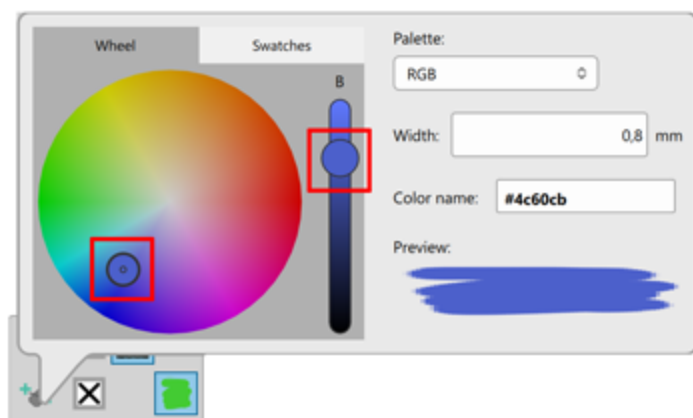 Wheel
Swatches
B
Palette:
RGB
Width:
0,8 mm
Color name:
#4c60cb
Preview: